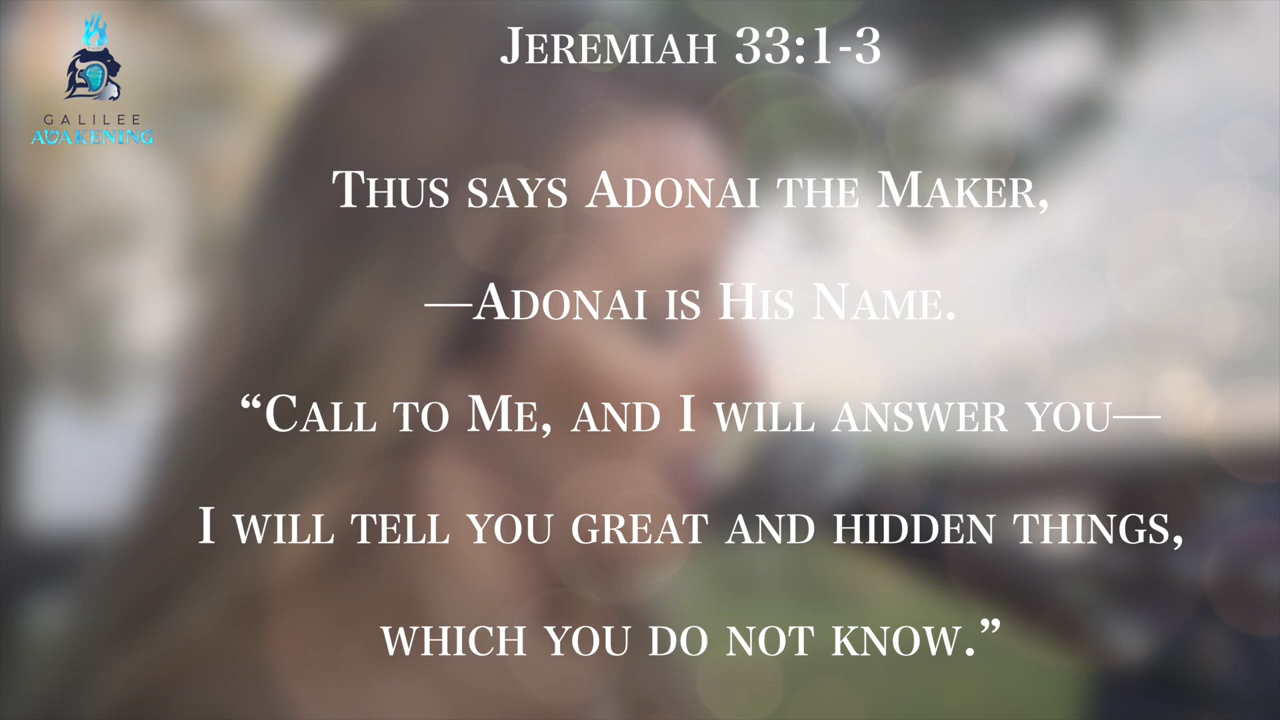 GALILEE
AWAKENING
Jeremiah 33:1-3
Thus says Adonai the Maker,
—Adonai is His Name.
“Call to Me, and I will answer you—
I will tell you great and hidden things,
which you do not know.”